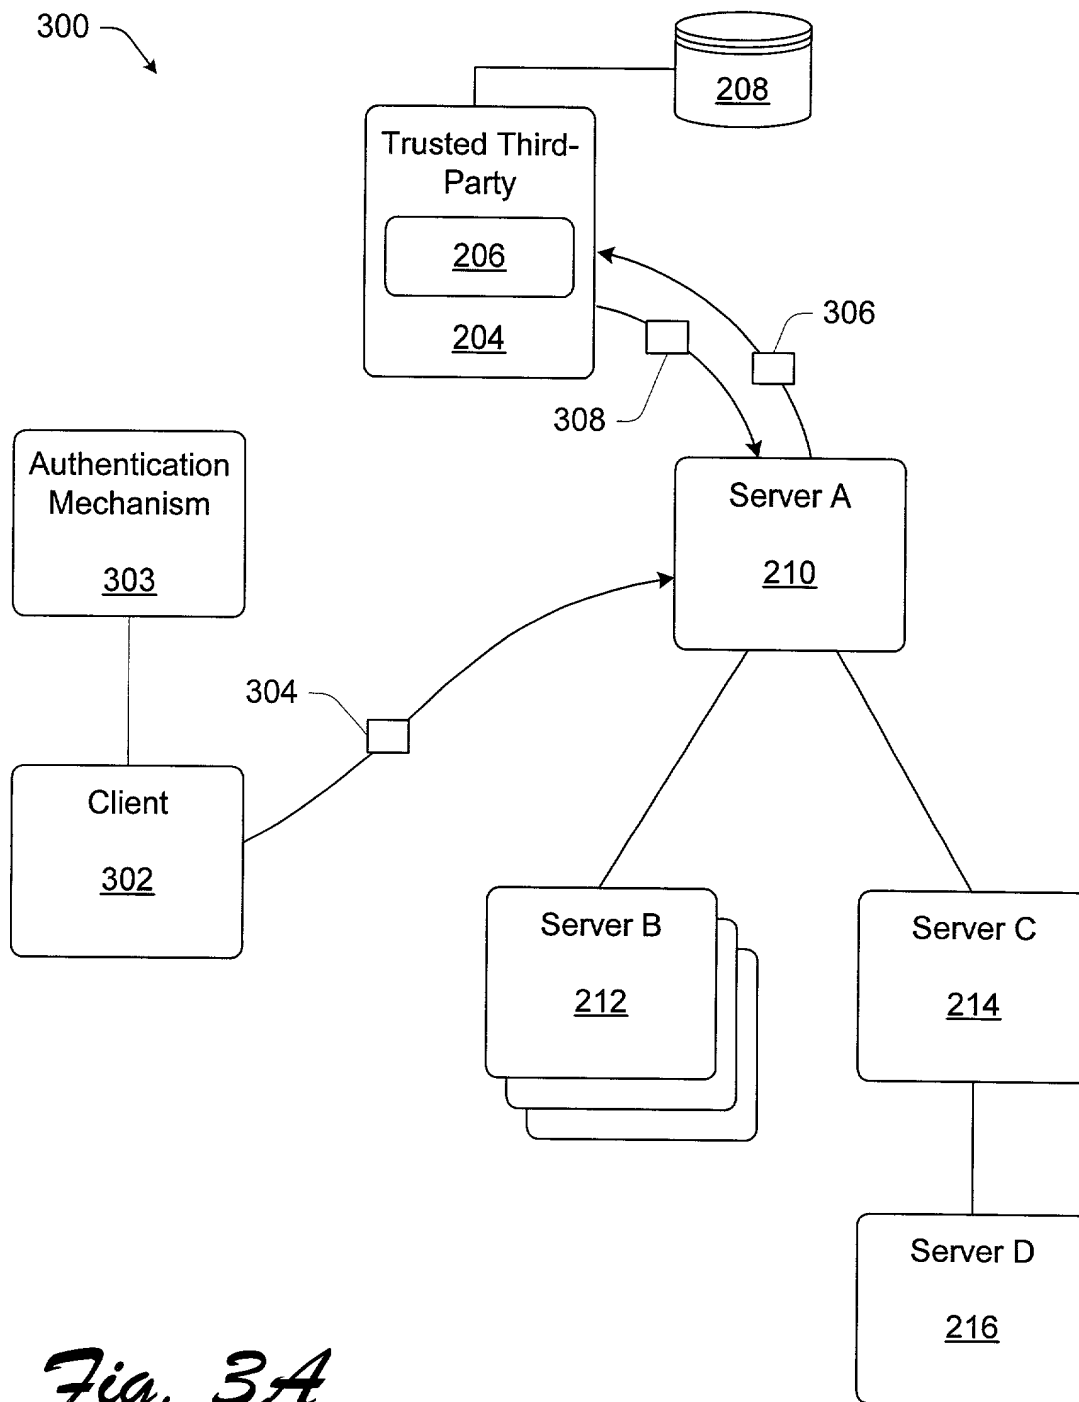 300
208
Trusted Third-
Party
206
204
306
308
Authentication
Mechanism
303
Server A
210
304
Client
302
Server B
212
Server C
214
Server D
216
Fig. 3A